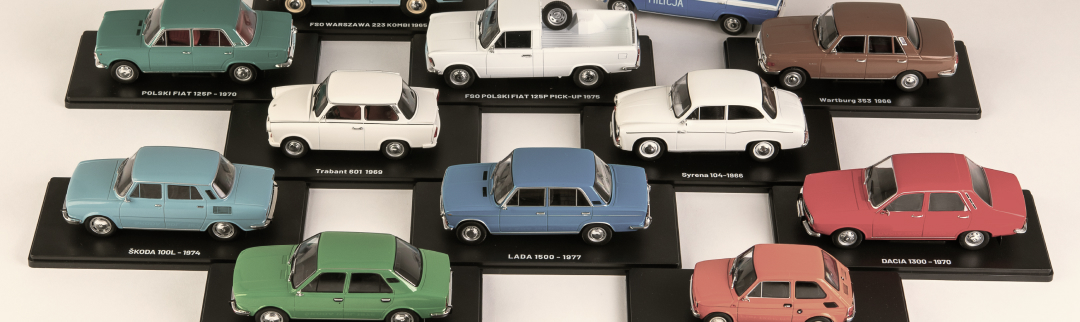 FSO WARSZAWA 223 KOMBI 1965
MILICJA
POLSKI FIAT 125P - 1970
FSO POLSKI FIAT 125P PICK-UP 1975
Wartburg 353 1966
Trabant 601 1969
Syrena 104-1966
ŠKODA 100L - 1974
LADA 1500 - 1977
DACIA 1300 - 1970